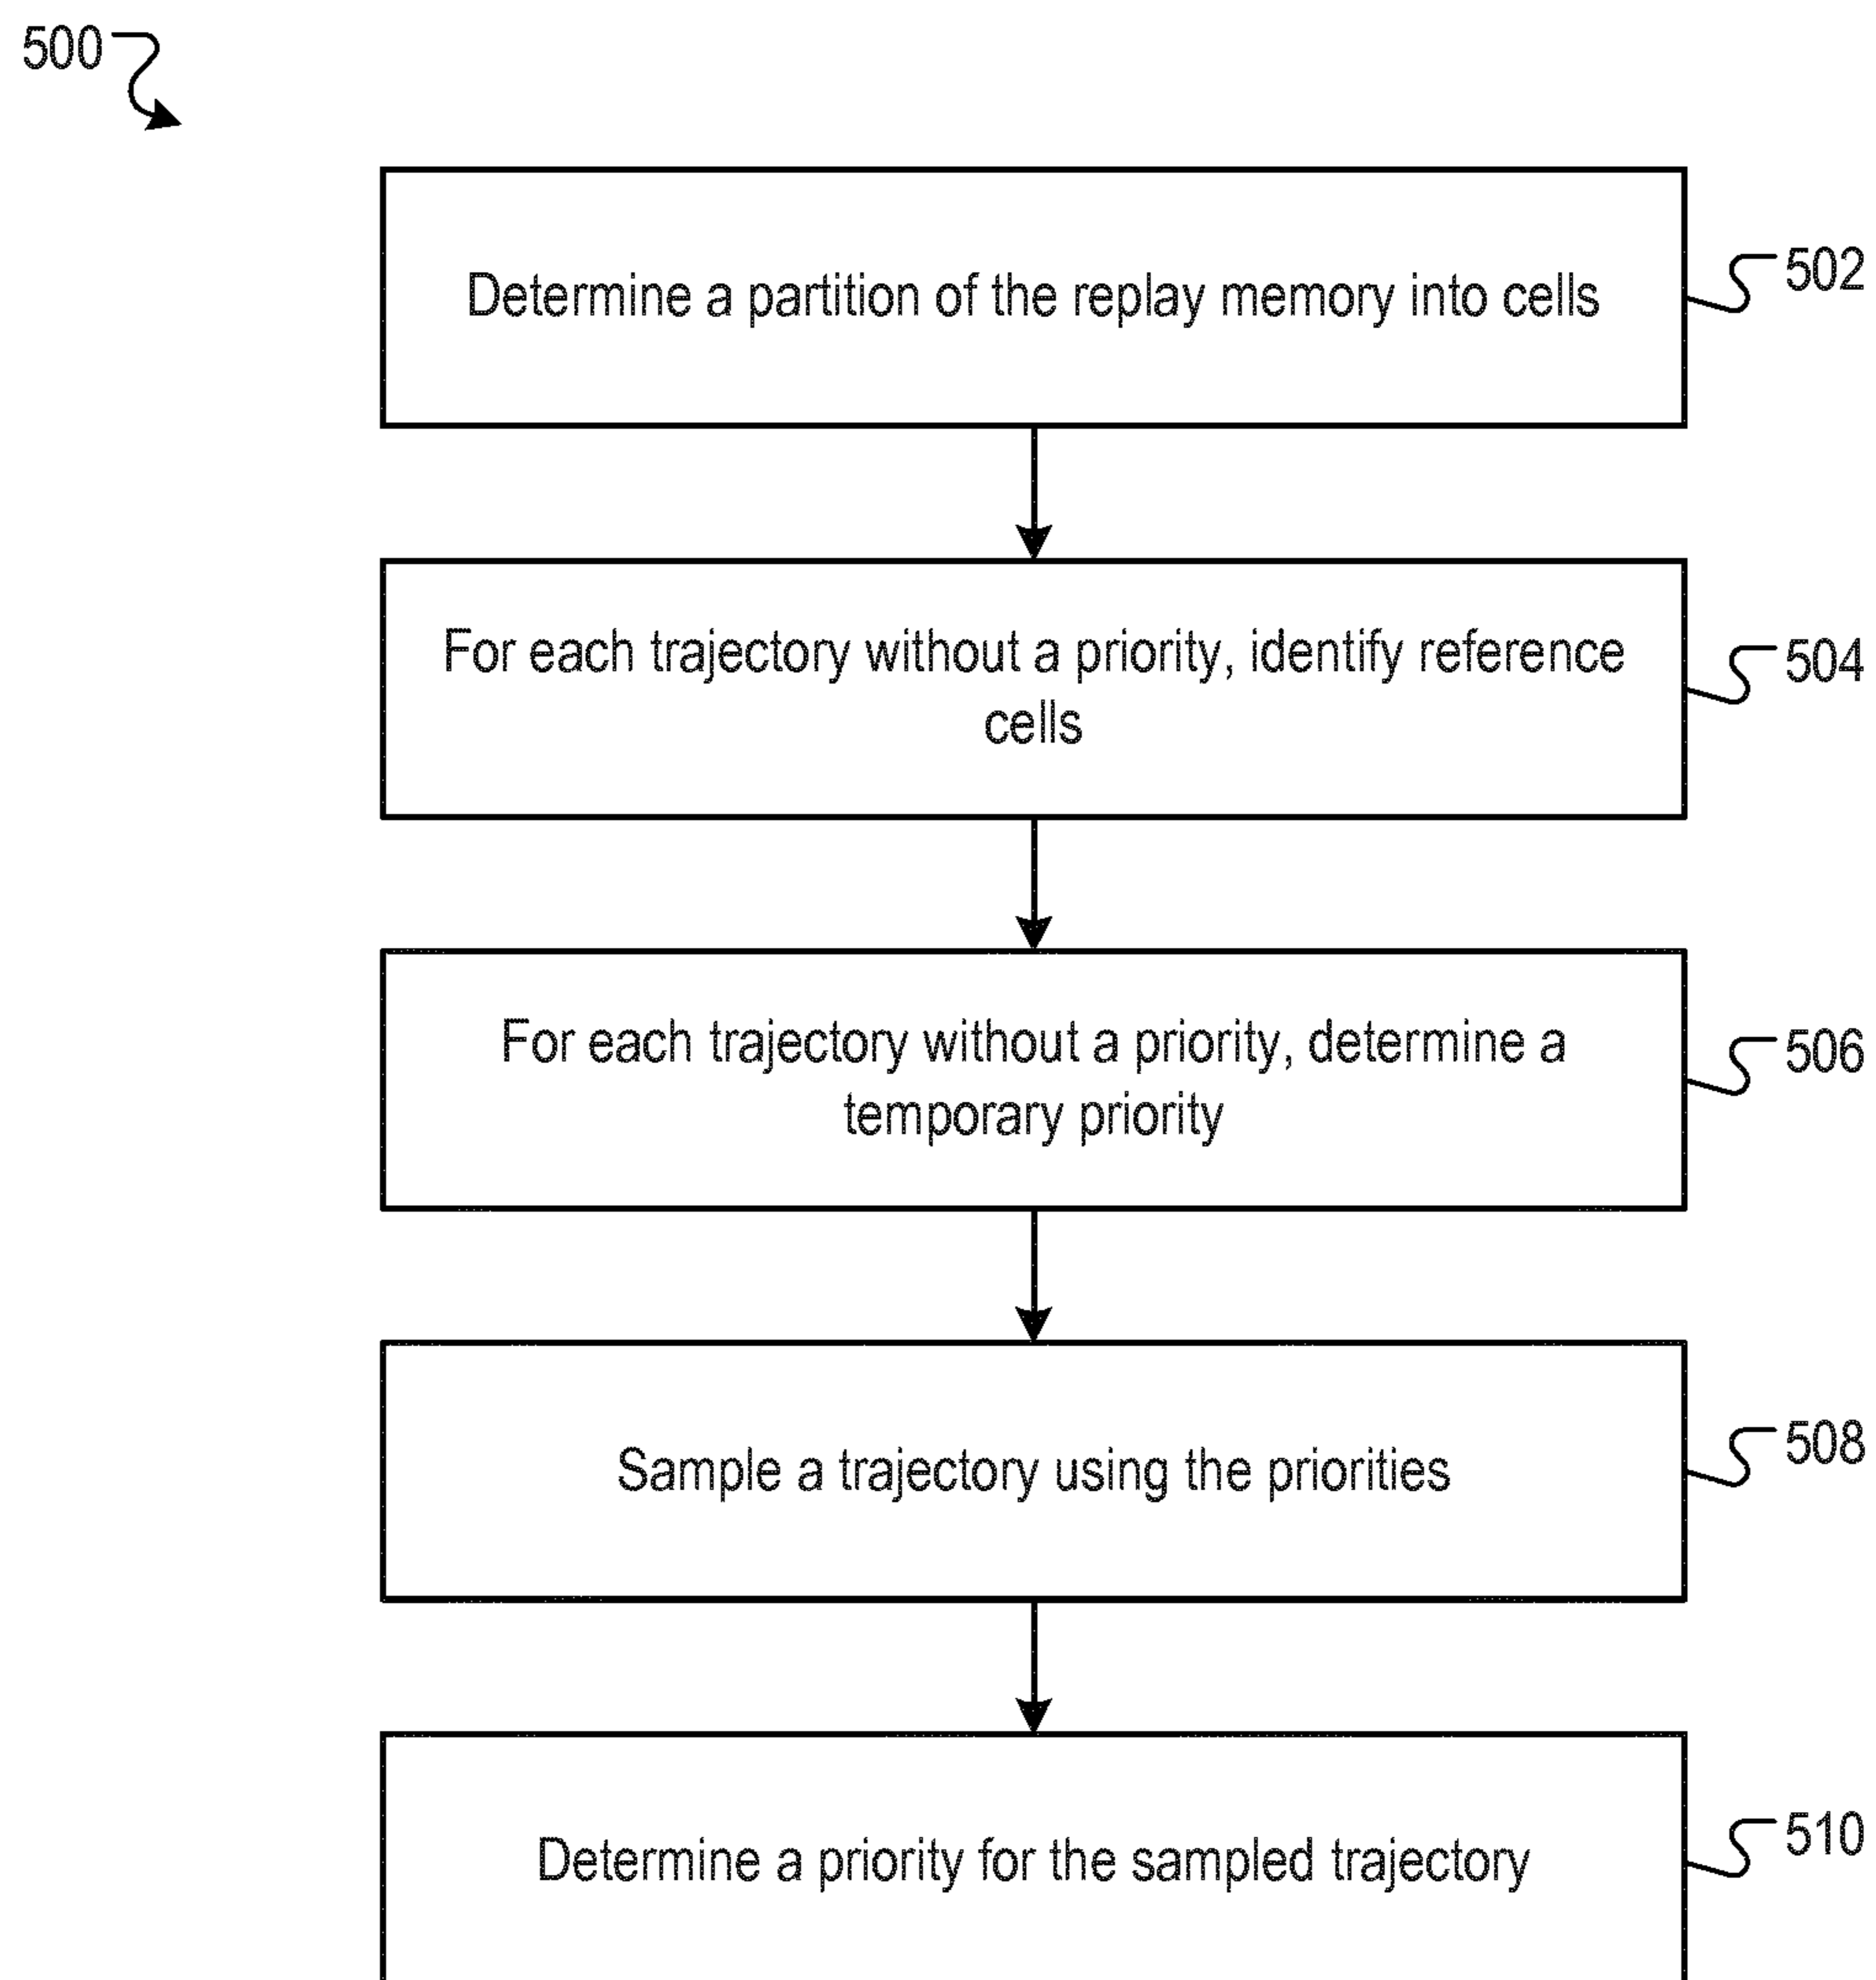 500
Determine a partition of the replay memory into cells
502
For each trajectory without a priority, identify reference
cells
504
For each trajectory without a priority, determine a
temporary priority
506
Sample a trajectory using the priorities
508
Determine a priority for the sampled trajectory
510